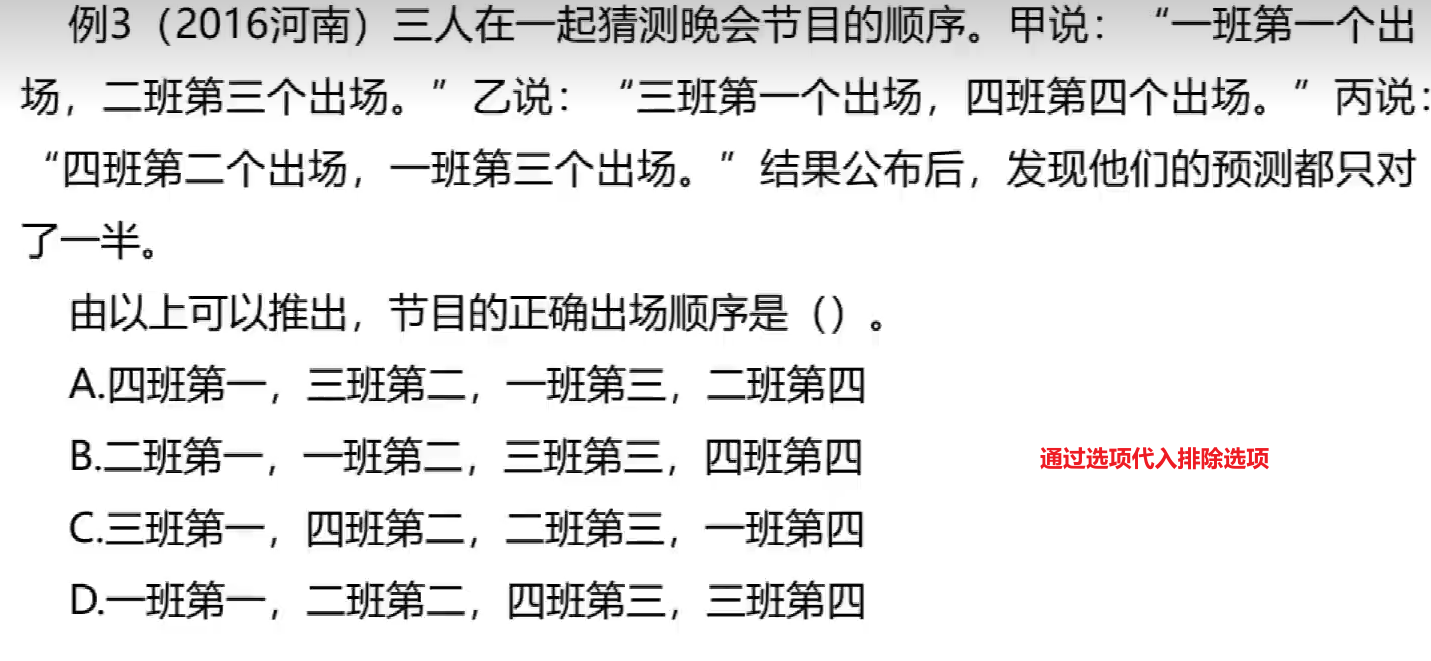 例3（2016河南）三人在一起猜测晚会节目的顺序。甲说：“一班第一个出
场，二班第三个出场。”乙说：“三班第一个出场，四班第四个出场。”丙说：
“四班第二个出场，一班第三个出场。”结果公布后，发现他们的预测都只对
了一半。
由以上可以推出，节目的正确出场顺序是（）。
A.四班第一，三班第二，一班第三，二班第四
B.二班第一，一班第二，三班第三，四班第四
通过选项代入排除选项
C.三班第一，四班第二，二班第三，一班第四
D.一班第一，二班第二，四班第三，三班第四